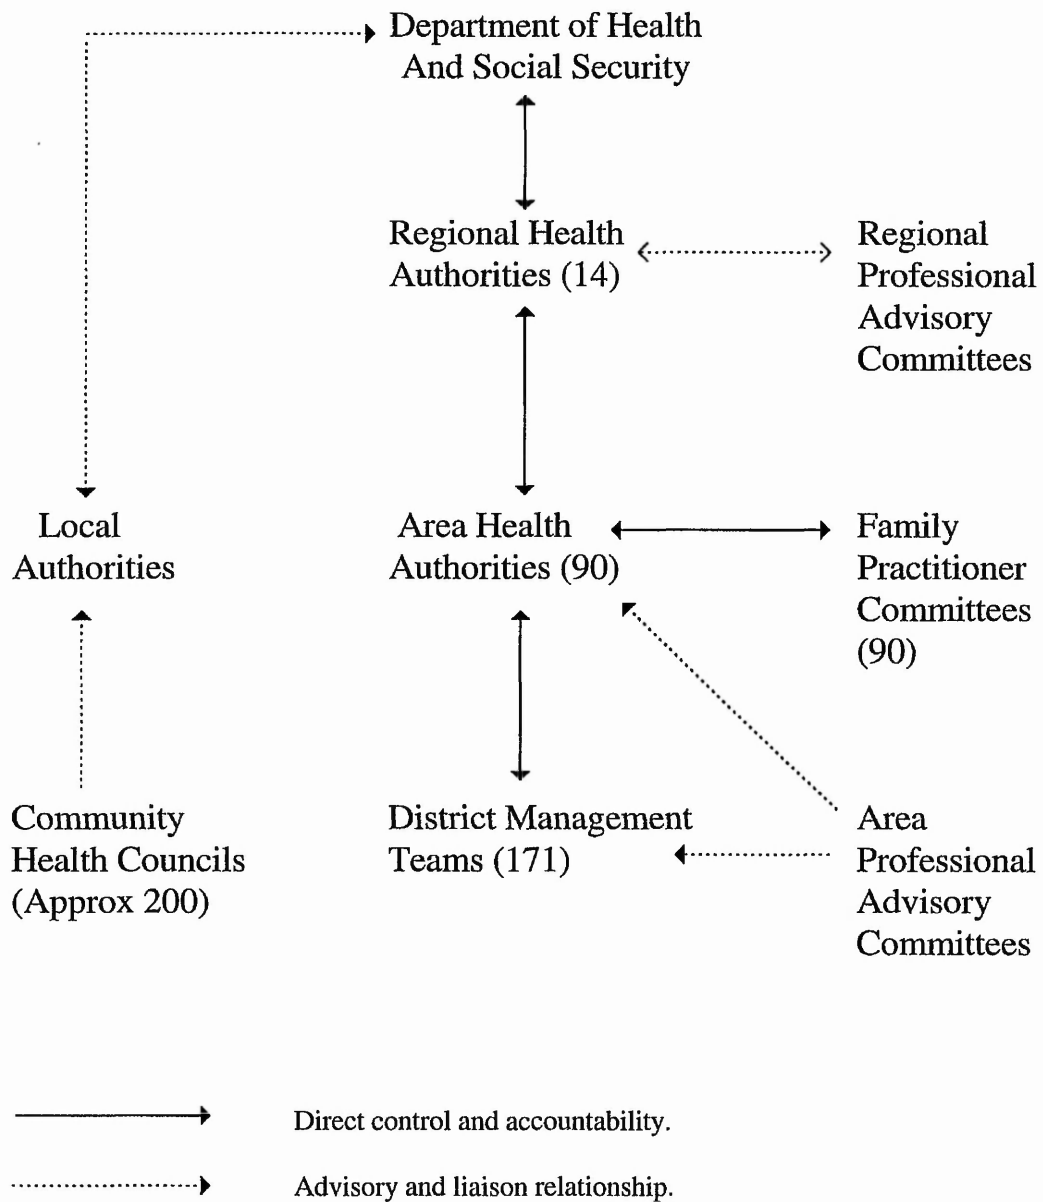 Department of Health
And Social Security
Regional Health
Authorities (14)
Regional
Professional
Advisory
Committees
Local
Authorities
Area Health
Authorities (90)
Family
Practitioner
Committees
(90)
Community
Health Councils
(Approx 200)
District Management
Teams (171)
Area
Professional
Advisory
Committees
Direct control and accountability.
Advisory and liaison relationship.